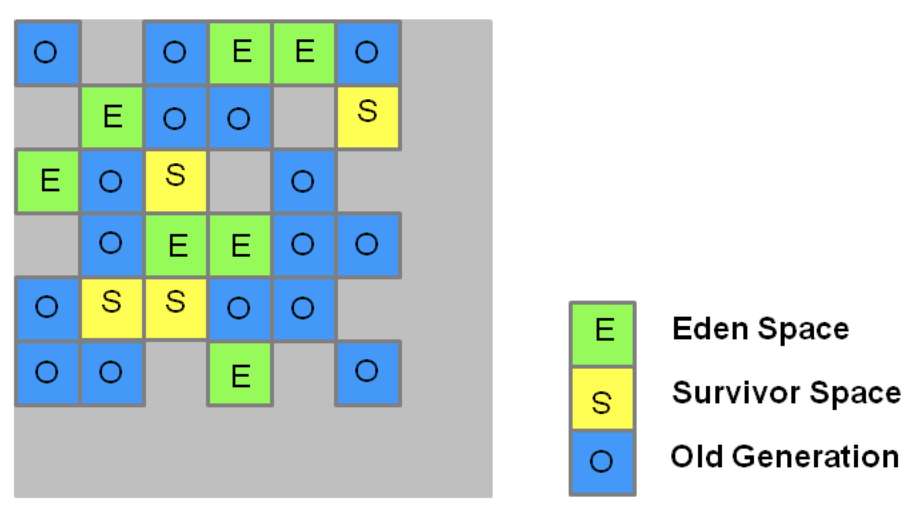 O O E E O
E O O S
E O S O
O E E O O
O S S O O
O O E O
E Eden Space
S Survivor Space
O Old Generation